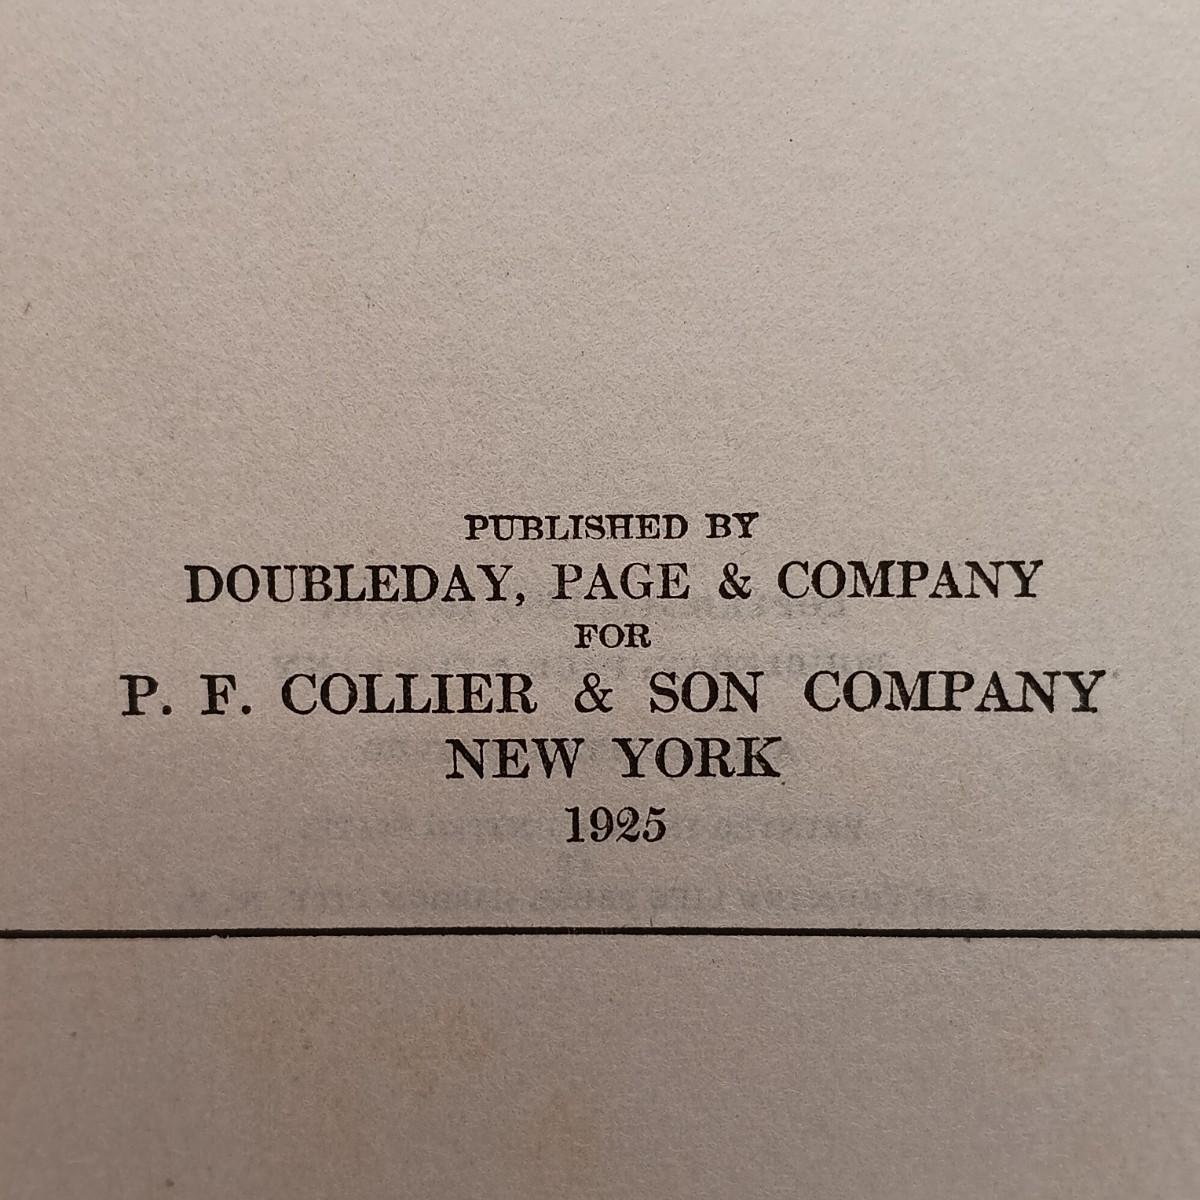 PUBLISHED BY
DOUBLEDAY, PAGE & COMPANY
FOR
P. F. COLLIER & SON COMPANY
NEW YORK
1925